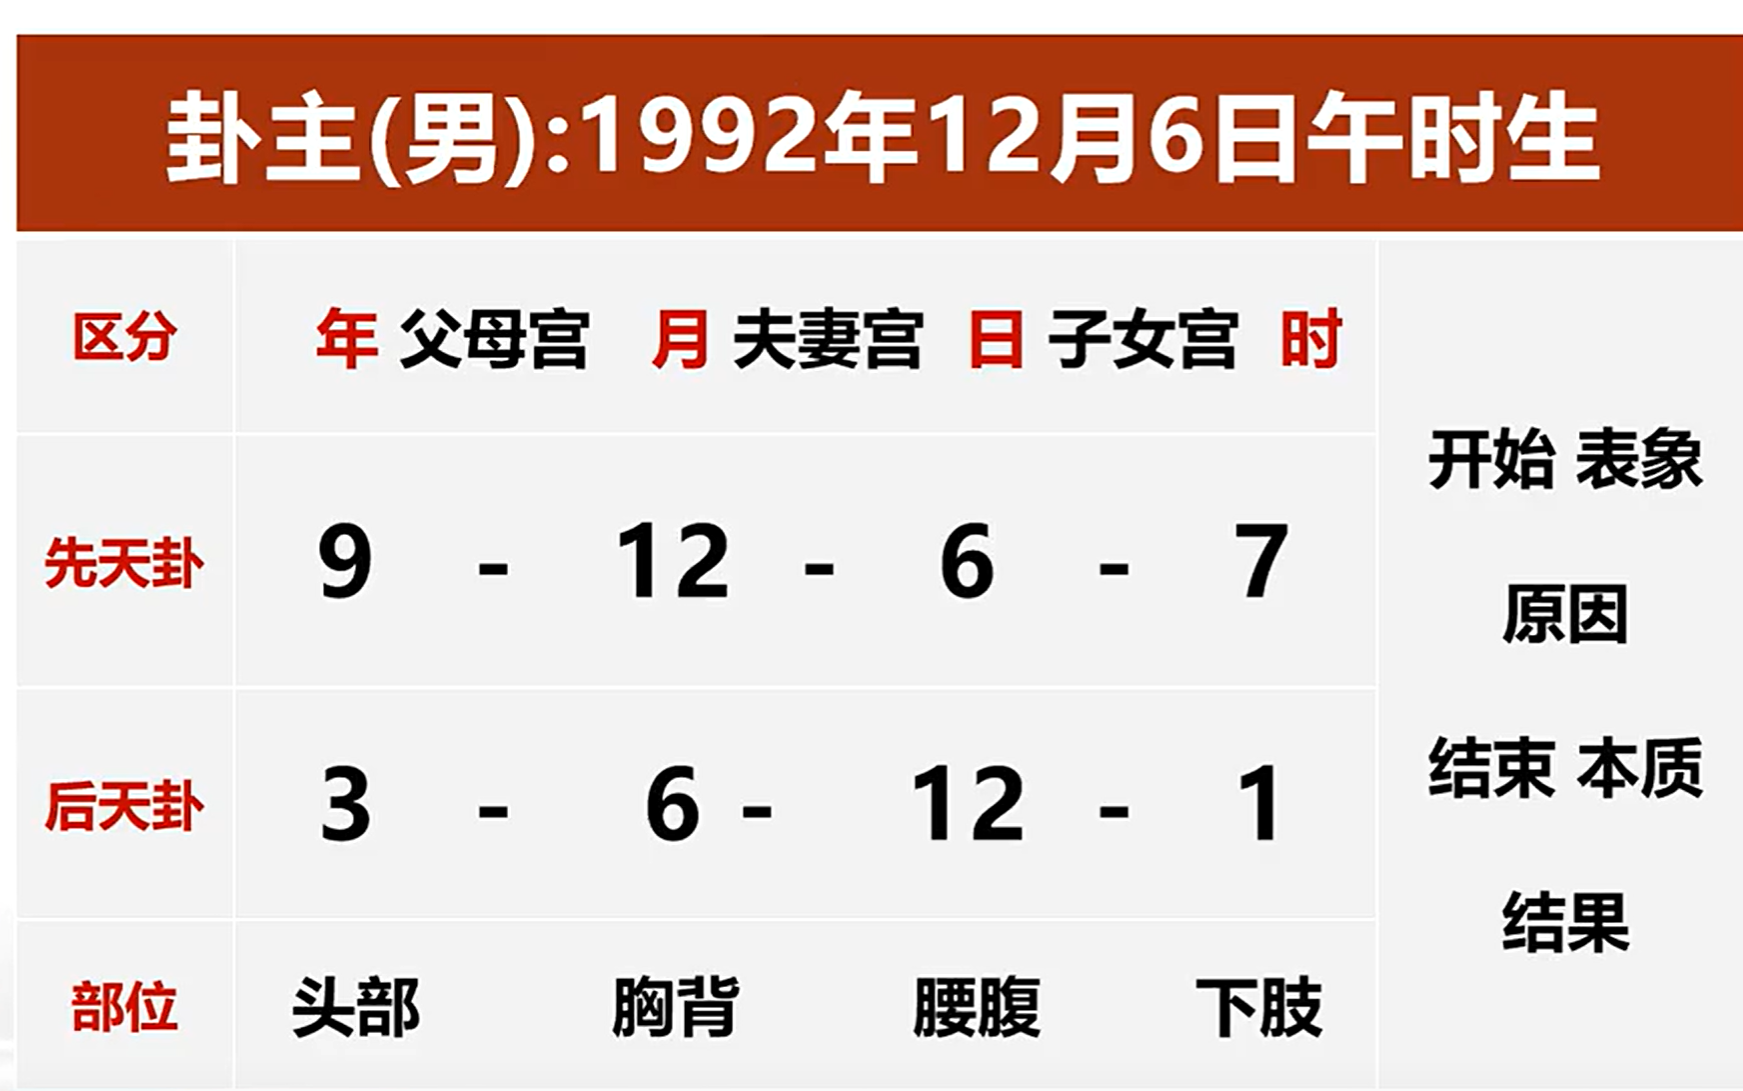 卦主(男):1992年12月6日午时生
区分 年 父母宫 月 夫妻宫 日 子女宫 时
先天卦 9 - 12 - 6 - 7
后天卦 3 - 6 - 12 - 1
部位 头部 胸背 腰腹 下肢
开始 表象
原因
结束 本质
结果